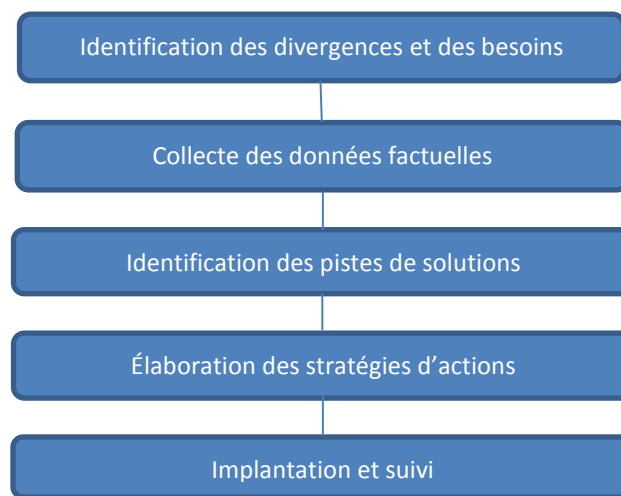 Identification des divergences et des besoins
Collecte des données factuelles
Identification des pistes de solutions
Élaboration des stratégies d’actions
Implantation et suivi